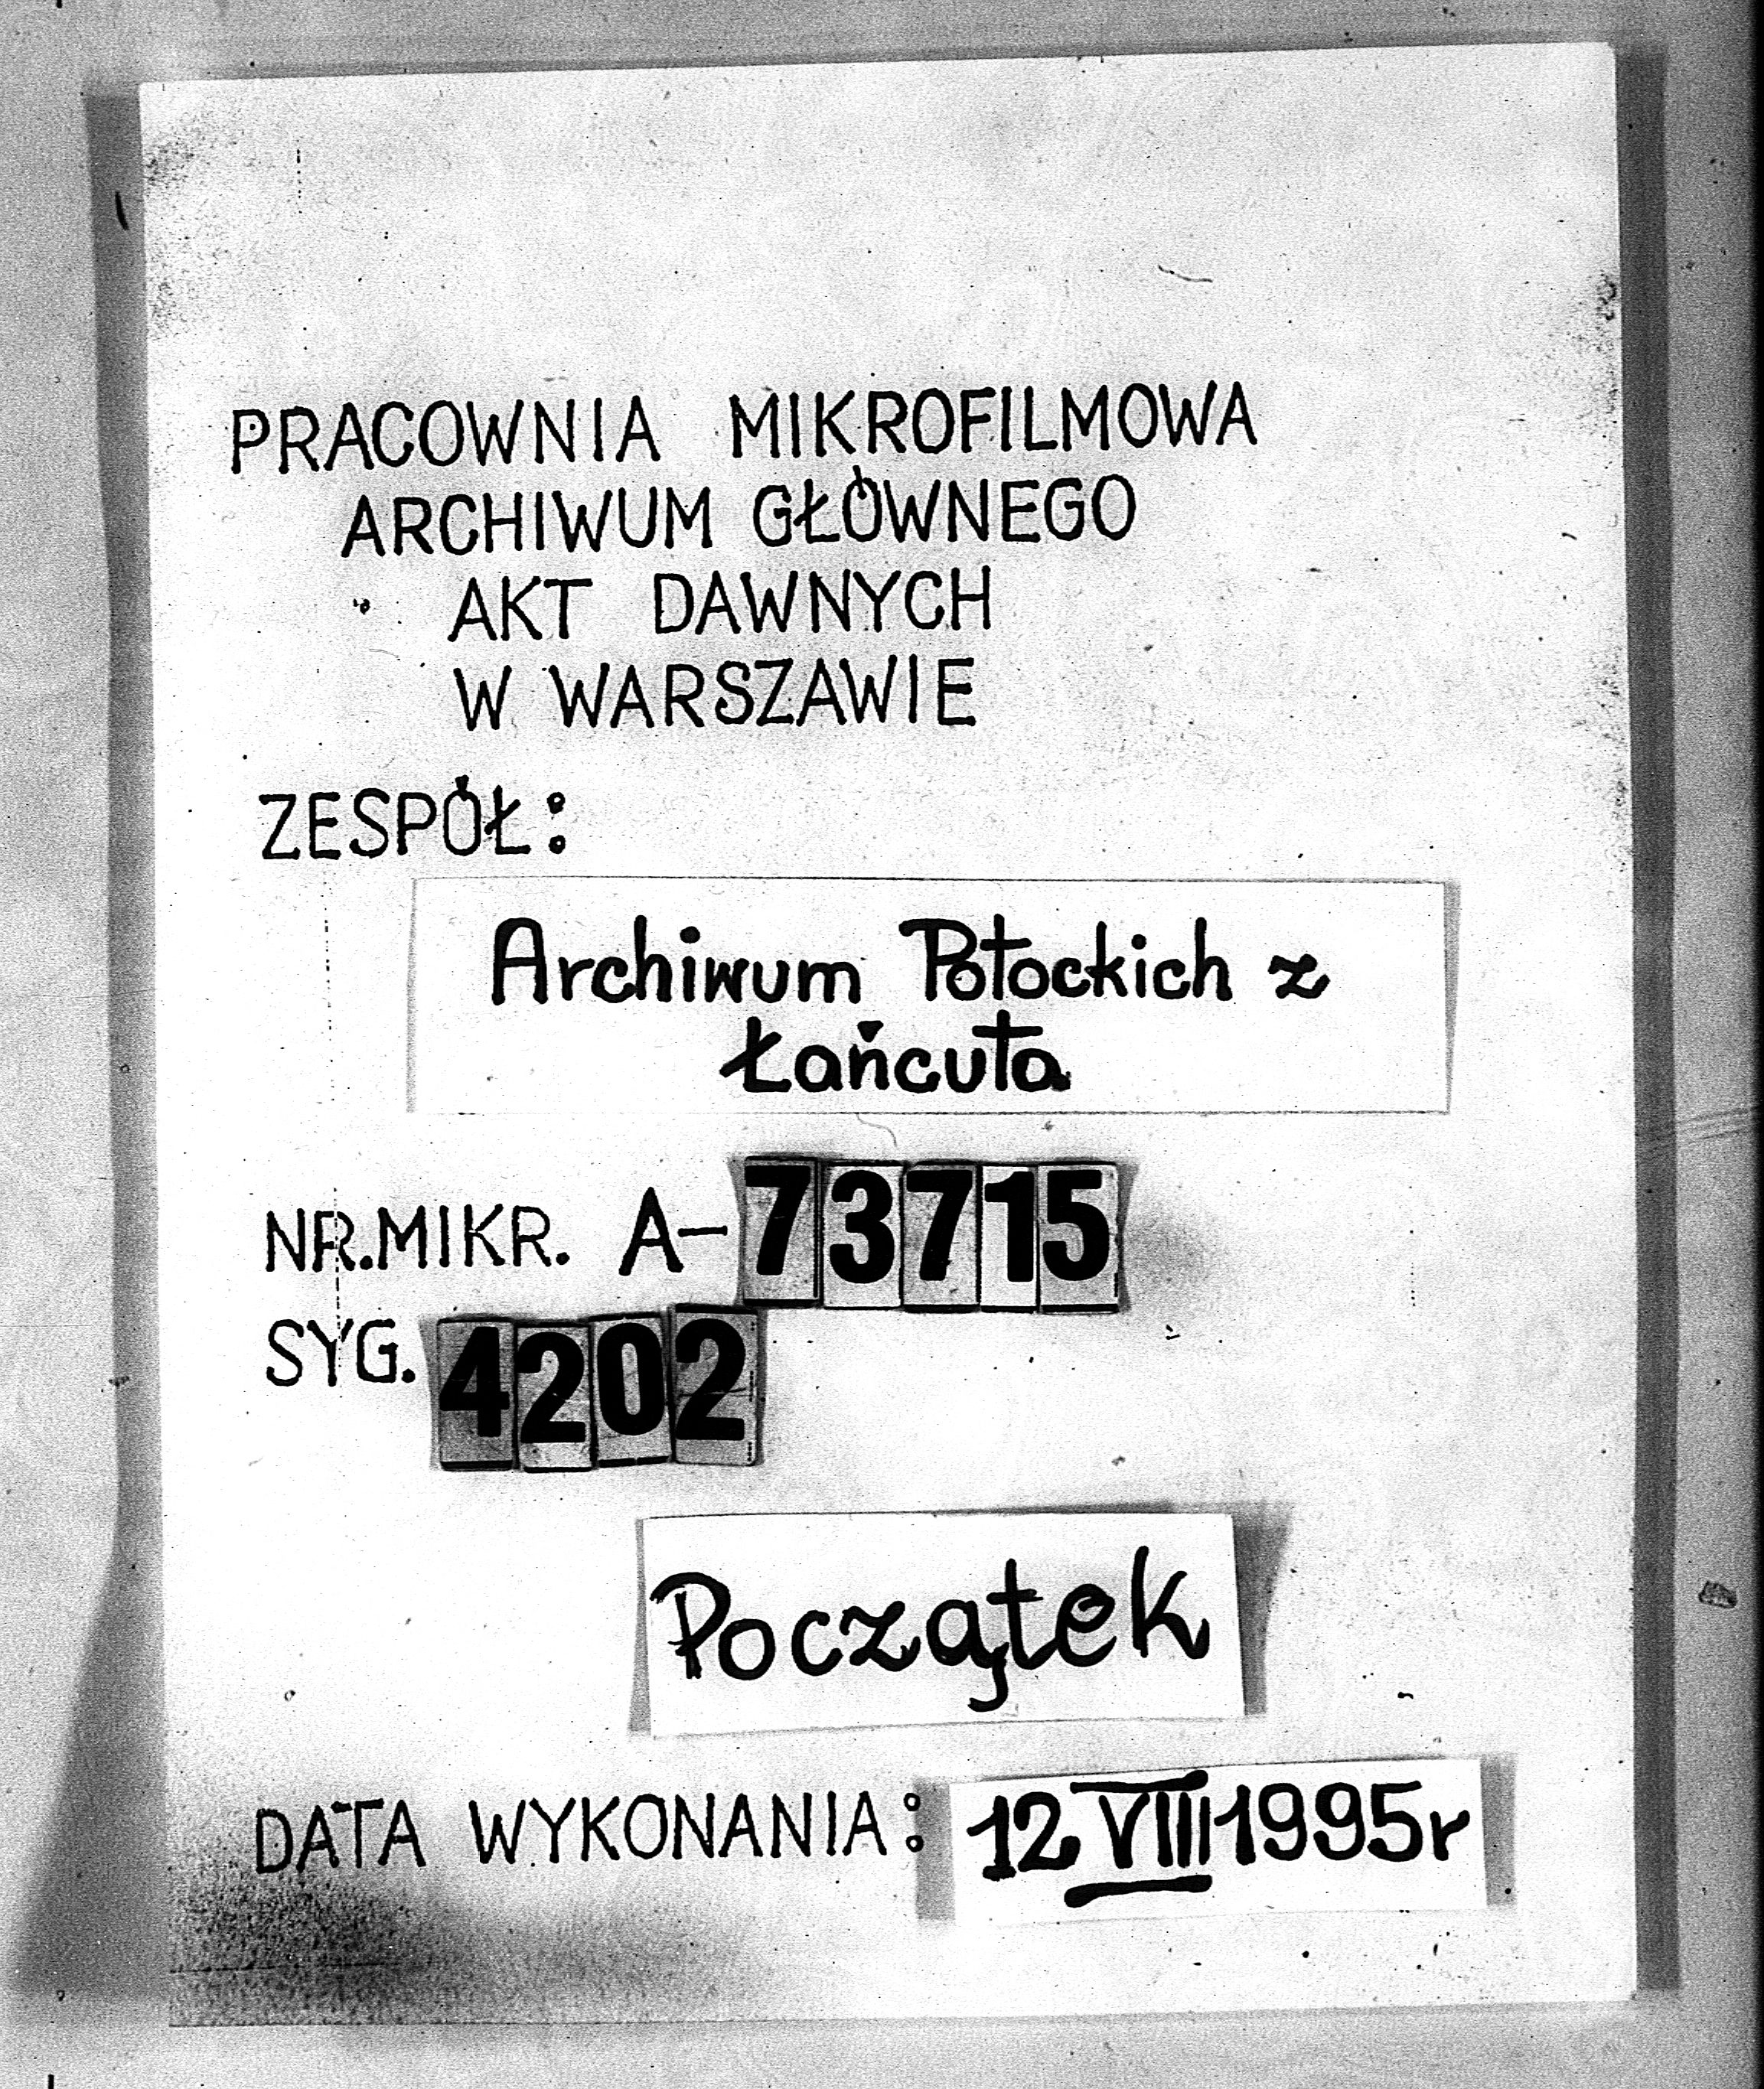 PRACOWNIA MIKROFILMOWA
ARCHIWUM GŁÓWNEGO
AKT DAWNYCH
W WARSZAWIE
ZESPÓŁ:
Archiwum Potockich z
Łańcuta
NR.MIKR. A-73715
SYG. 4202
Początek
DATA WYKONANIA: 12 VIII 1995r